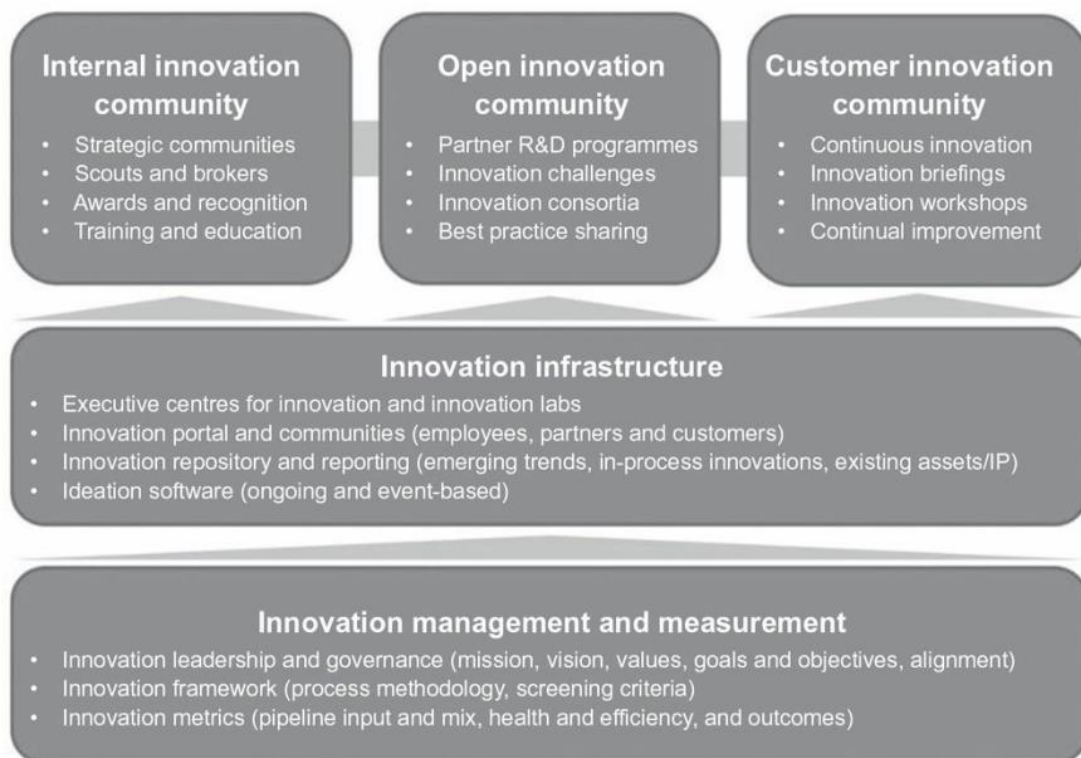 Internal innovation
community
• Strategic communities
• Scouts and brokers
• Awards and recognition
• Training and education
Open innovation
community
• Partner R&D programmes
• Innovation challenges
• Innovation consortia
• Best practice sharing
Customer innovation
community
• Continuous innovation
• Innovation briefings
• Innovation workshops
• Continual improvement
Innovation infrastructure
• Executive centres for innovation and innovation labs
• Innovation portal and communities (employees, partners and customers)
• Innovation repository and reporting (emerging trends, in-process innovations, existing assets/IP)
• Ideation software (ongoing and event-based)
Innovation management and measurement
• Innovation leadership and governance (mission, vision, values, goals and objectives, alignment)
• Innovation framework (process methodology, screening criteria)
• Innovation metrics (pipeline input and mix, health and efficiency, and outcomes)